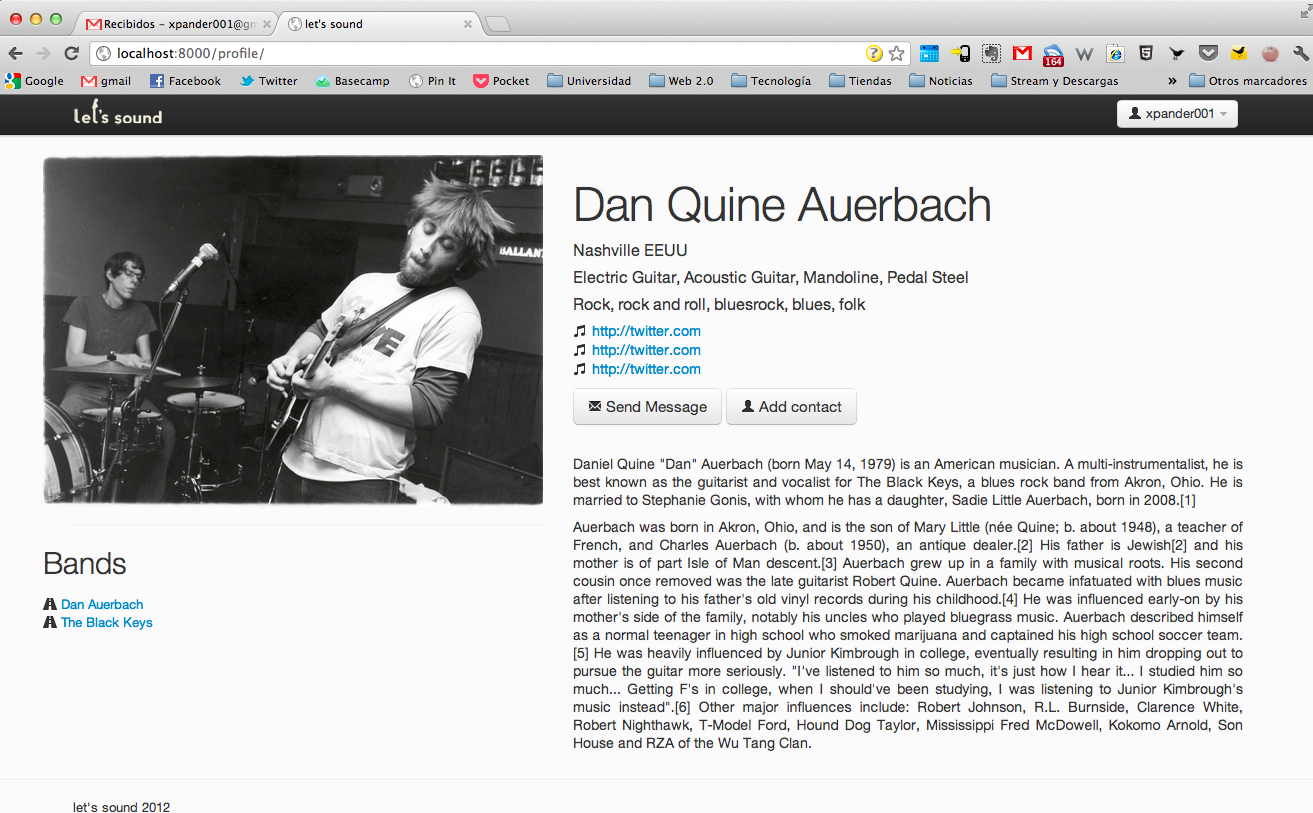 Recibidos – xpander001@gm
let's sound
localhost:8000/profile/
164
Google gmail Facebook Twitter Basecamp Pin It Pocket Universidad Web 2.0 Tecnología Tiendas Noticias Stream y Descargas » Otros marcadores
let's sound
xpander001
BALLANT
Dan Quine Auerbach
Nashville EEUU
Electric Guitar, Acoustic Guitar, Mandoline, Pedal Steel
Rock, rock and roll, bluesrock, blues, folk
http://twitter.com
http://twitter.com
http://twitter.com
Send Message Add contact
Daniel Quine "Dan" Auerbach (born May 14, 1979) is an American musician. A multi-instrumentalist, he is
best known as the guitarist and vocalist for The Black Keys, a blues rock band from Akron, Ohio. He is
married to Stephanie Gonis, with whom he has a daughter, Sadie Little Auerbach, born in 2008.[1]
Auerbach was born in Akron, Ohio, and is the son of Mary Little (née Quine; b. about 1948), a teacher of
French, and Charles Auerbach (b. about 1950), an antique dealer.[2] His father is Jewish[2] and his
mother is of part Isle of Man descent.[3] Auerbach grew up in a family with musical roots. His second
cousin once removed was the late guitarist Robert Quine. Auerbach became infatuated with blues music
after listening to his father's old vinyl records during his childhood.[4] He was influenced early-on by his
mother's side of the family, notably his uncles who played bluegrass music. Auerbach described himself
as a normal teenager in high school who smoked marijuana and captained his high school soccer team.
[5] He was heavily influenced by Junior Kimbrough in college, eventually resulting in him dropping out to
pursue the guitar more seriously. "I've listened to him so much, it's just how I hear it... I studied him so
much... Getting F's in college, when I should've been studying, I was listening to Junior Kimbrough's
music instead".[6] Other major influences include: Robert Johnson, R.L. Burnside, Clarence White,
Robert Nighthawk, T-Model Ford, Hound Dog Taylor, Mississippi Fred McDowell, Kokomo Arnold, Son
House and RZA of the Wu Tang Clan.
Bands
Dan Auerbach
The Black Keys
let's sound 2012